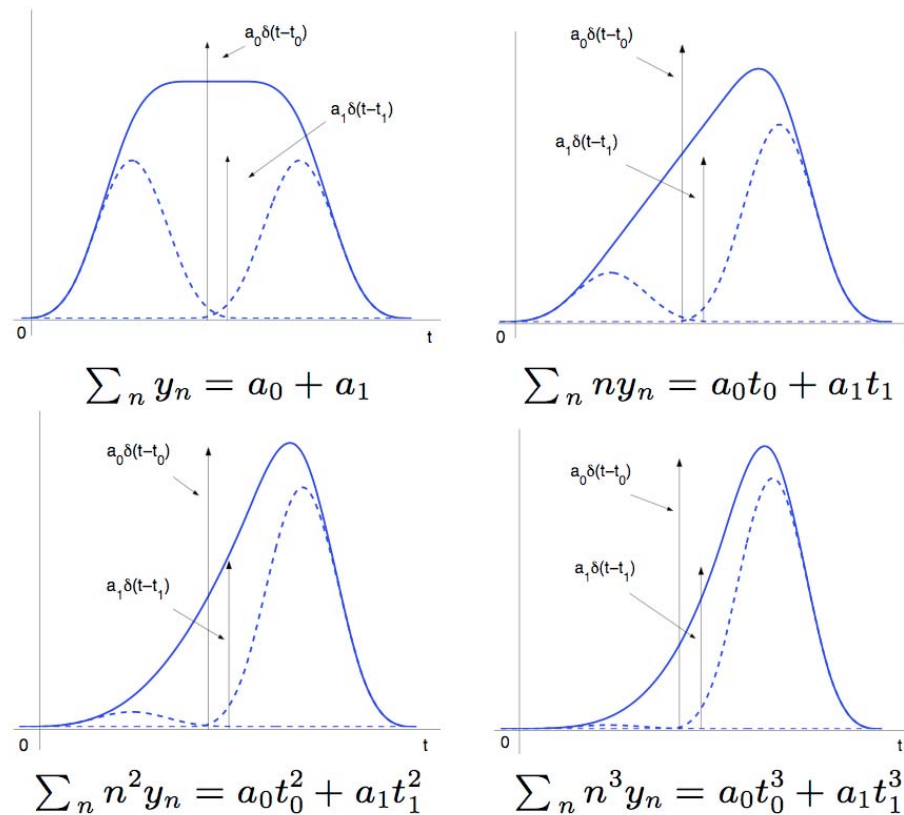 a₀δ(t−t₀)
a₁δ(t−t₁)
0
t
∑ₙ yₙ = a₀ + a₁
a₀δ(t−t₀)
a₁δ(t−t₁)
0
∑ₙ nyₙ = a₀t₀ + a₁t₁
a₀δ(t−t₀)
a₁δ(t−t₁)
0
t
∑ₙ n²yₙ = a₀t₀² + a₁t₁²
a₀δ(t−t₀)
a₁δ(t−t₁)
0
t
∑ₙ n³yₙ = a₀t₀³ + a₁t₁³